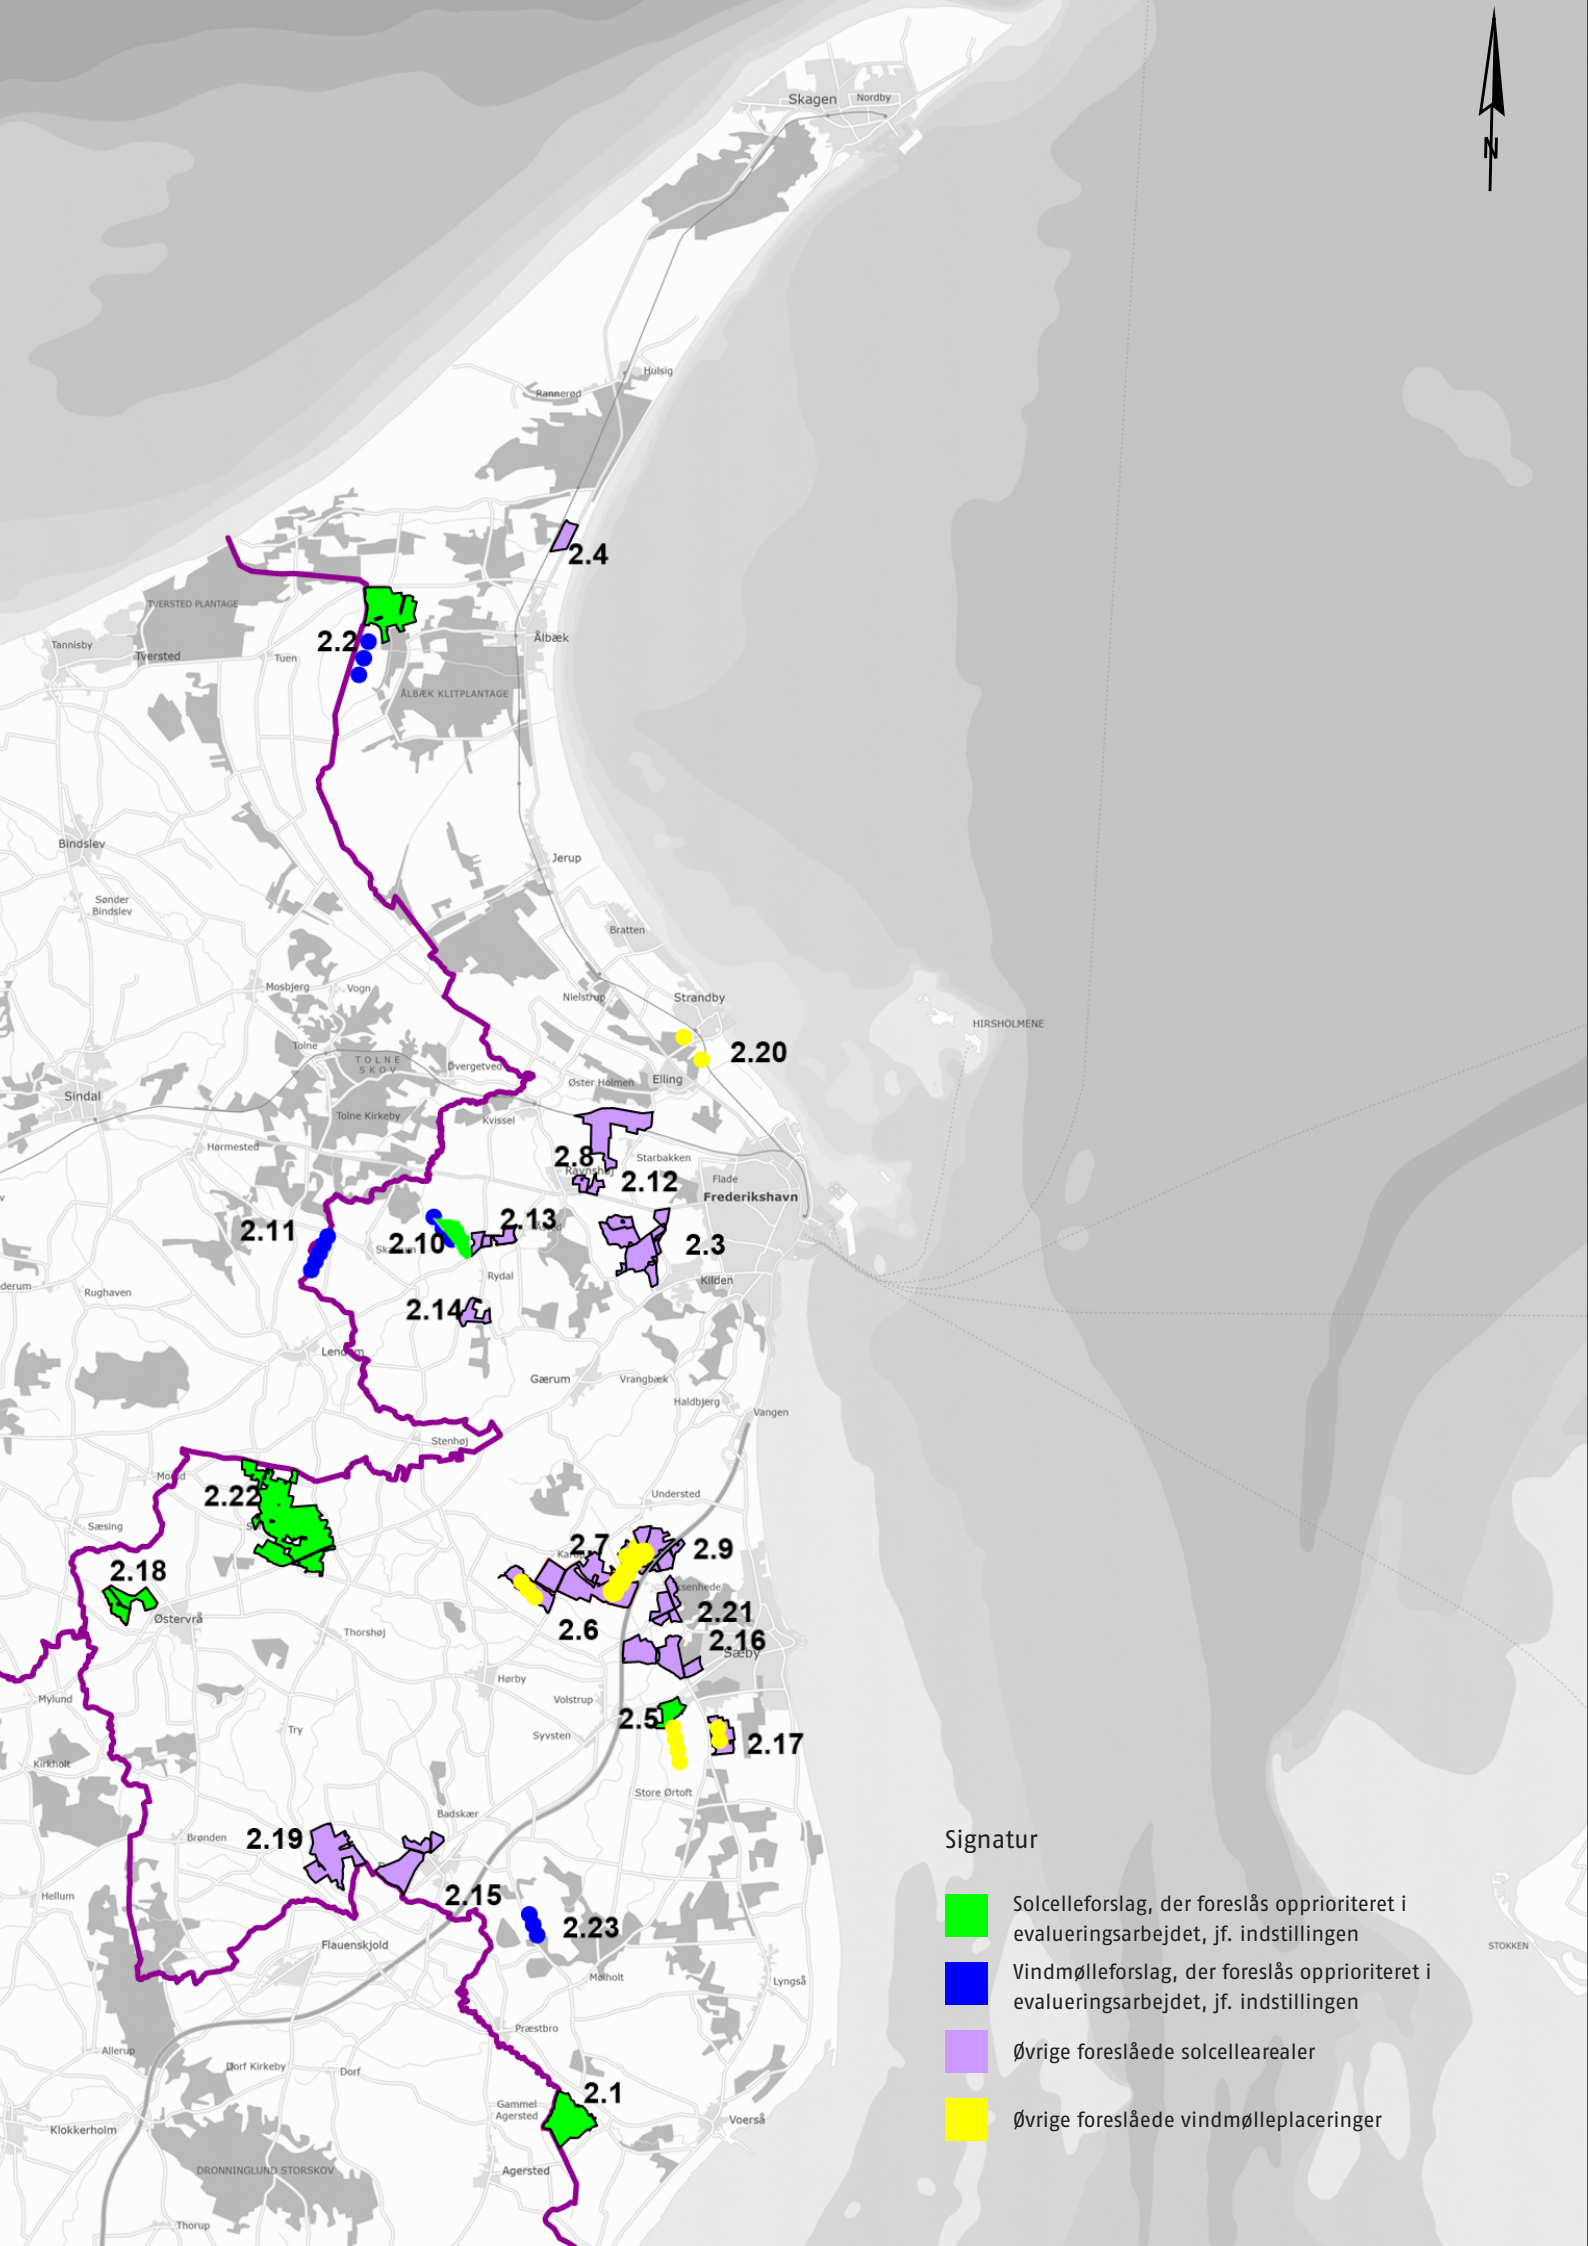 Skagen
Nordby
N
Hulsig
Rannerød
2.4
TVERSTED PLANTAGE
2.2
Ålbæk
Tannisby
Tversted
Tuen
ÅLBÆK KLITPLANTAGE
Bindslev
Jerup
Sønder
Bindslev
Bratten
Mosbjerg
Vogn
Nielstrup
Strandby
HIRSHOLMENE
Tolne
TOLNE
SKOV
Øvergetved
2.20
Øster Holmen
Elling
Sindal
Tolne Kirkeby
Kvissel
Hørmested
2.8
Starbakken
2.12
Flade
Frederikshavn
2.11
2.10
2.13
2.3
Rydal
Kilden
Rughaven
2.14
Gærum
Vrangbæk
Haldbjerg
Vangen
Stenhøj
2.22
Understed
Sæsing
2.7
2.9
2.18
Østervrå
2.21
2.6
Thorshøj
2.16
Sæby
Hørby
Mylund
Volstrup
2.5
Try
Syvsten
2.17
Kirkholt
Store Ørtoft
Badskær
Brønden
2.19
Signatur
2.15
Hellum
Solcelleforslag, der foreslås opprioriteret i
evalueringsarbejdet, jf. indstillingen
2.23
Flauenskjold
STOKKEN
Vindmølleforslag, der foreslås opprioriteret i
evalueringsarbejdet, jf. indstillingen
Mølholt
Lyngså
Præstbro
Allerup
Øvrige foreslåede solcellearealer
Dorf Kirkeby
Dorf
2.1
Gammel
Agersted
Klokkerholm
Voerså
Øvrige foreslåede vindmølleplaceringer
DRONNINGLUND STORSKOV
Agersted
Thorup